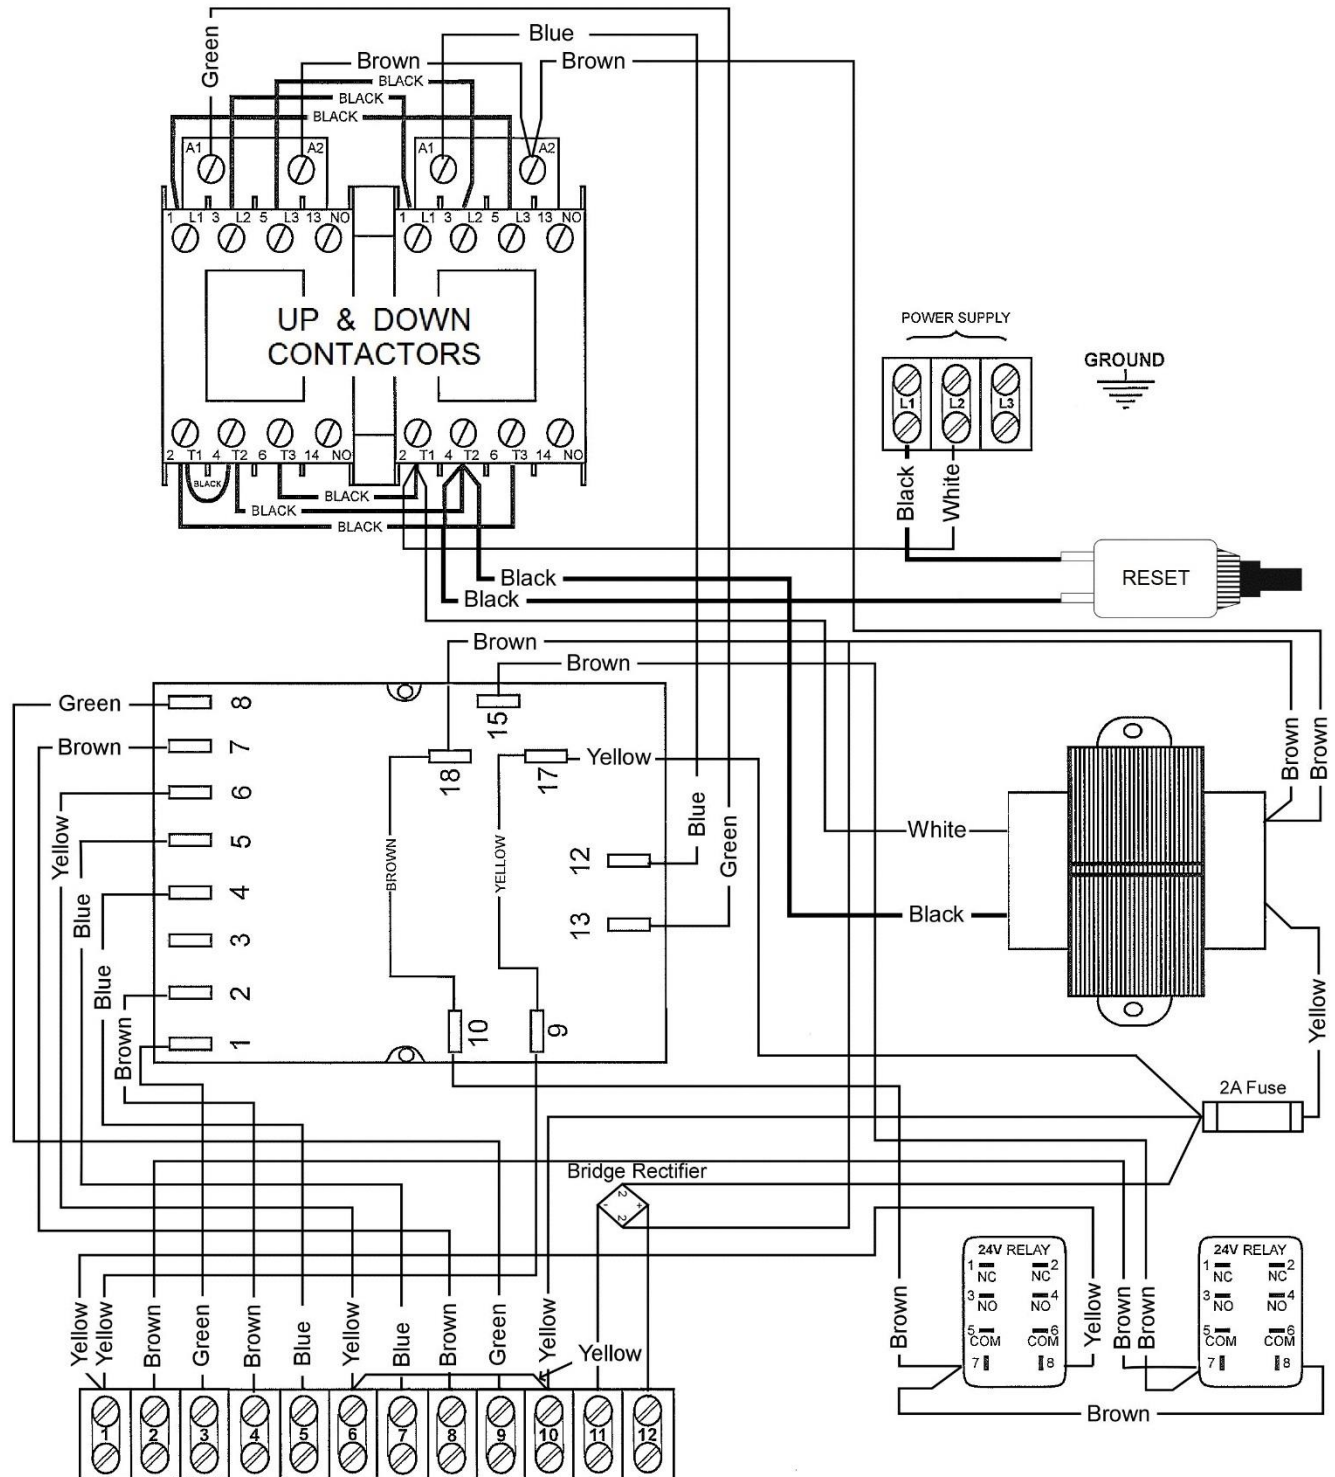 Green
Blue
Brown
Brown
BLACK
BLACK
BLACK
A1
A2
A1
A2
1 L1 3 L2 5 L3 13 NO
1 L1 3 L2 5 L3 13 NO
UP & DOWN
CONTACTORS
2 T1 4 T2 6 T3 14 NO
2 T1 4 T2 6 T3 14 NO
BLACK
BLACK
BLACK
BLACK
POWER SUPPLY
L1
L2
L3
GROUND
Black
White
RESET
Black
Black
Brown
Brown
Green
Brown
Yellow
Blue
Blue
Brown
8
7
6
5
4
3
2
1
15
18
17
Yellow
BROWN
YELLOW
12
13
10
9
Blue
Green
White
Black
Brown
Brown
Yellow
2A Fuse
Bridge Rectifier
2
-
+
2
Yellow
Yellow
Brown
Green
Brown
Blue
Yellow
Blue
Brown
Green
Yellow
Yellow
1
2
3
4
5
6
7
8
9
10
11
12
Brown
24V RELAY
1 2
NC NC
3 4
NO NO
5 6
COM COM
7 8
Yellow
Brown
Brown
24V RELAY
1 2
NC NC
3 4
NO NO
5 6
COM COM
7 8
Brown